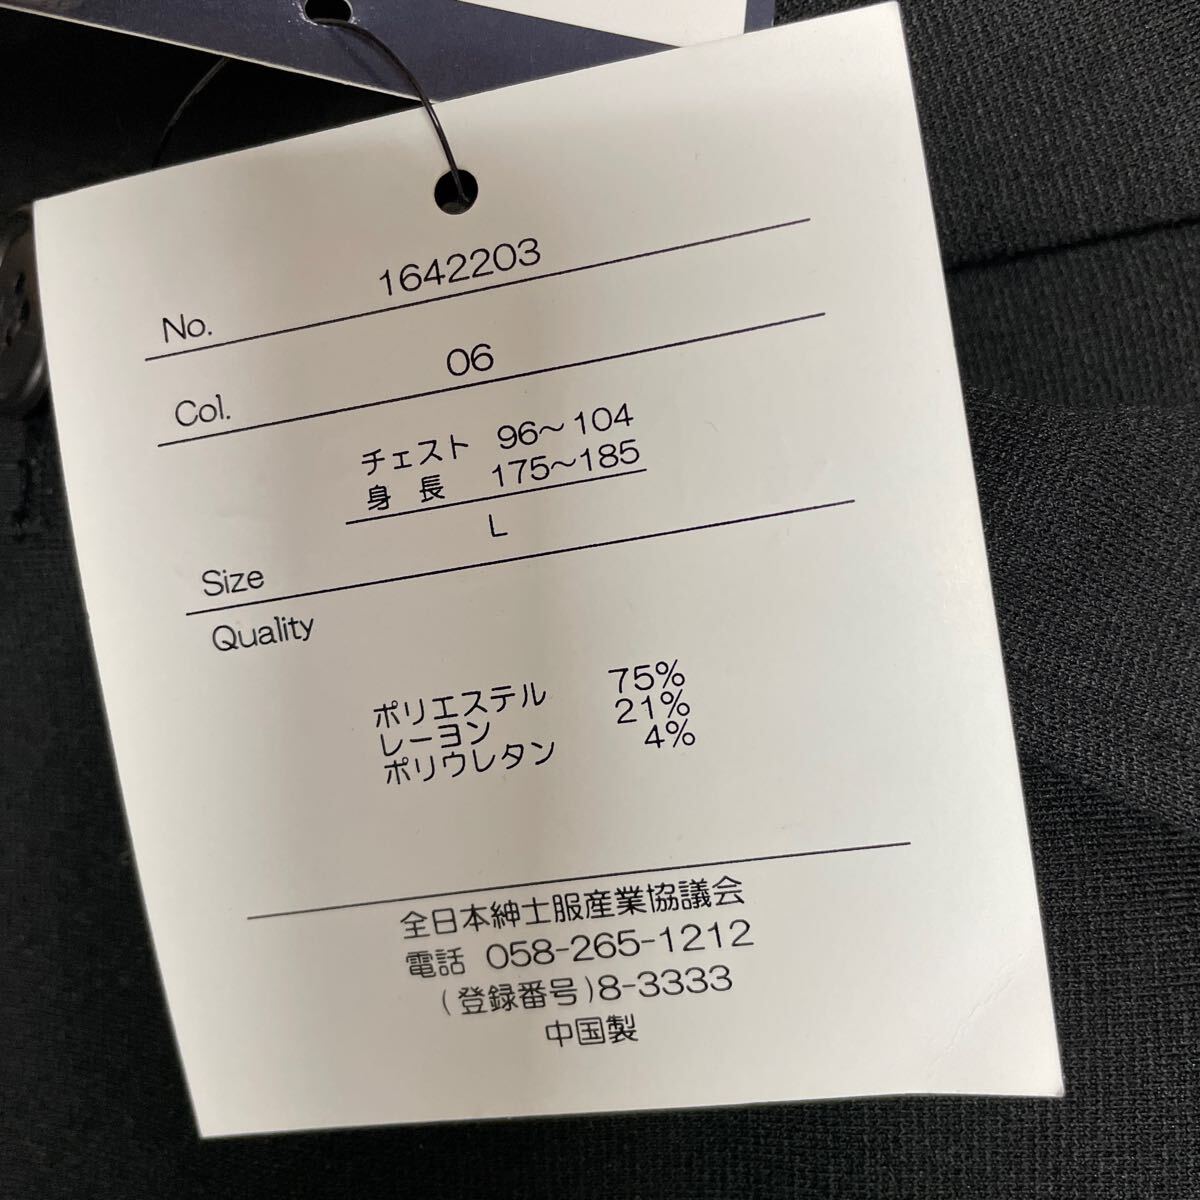 No. 1642203
Col. 06
チェスト 96～104
身 長 175～185
L
Size
Quality
ポリエステル 75%
レーヨン 21%
ポリウレタン 4%
全日本紳士服産業協議会
電話 058-265-1212
(登録番号)8-3333
中国製